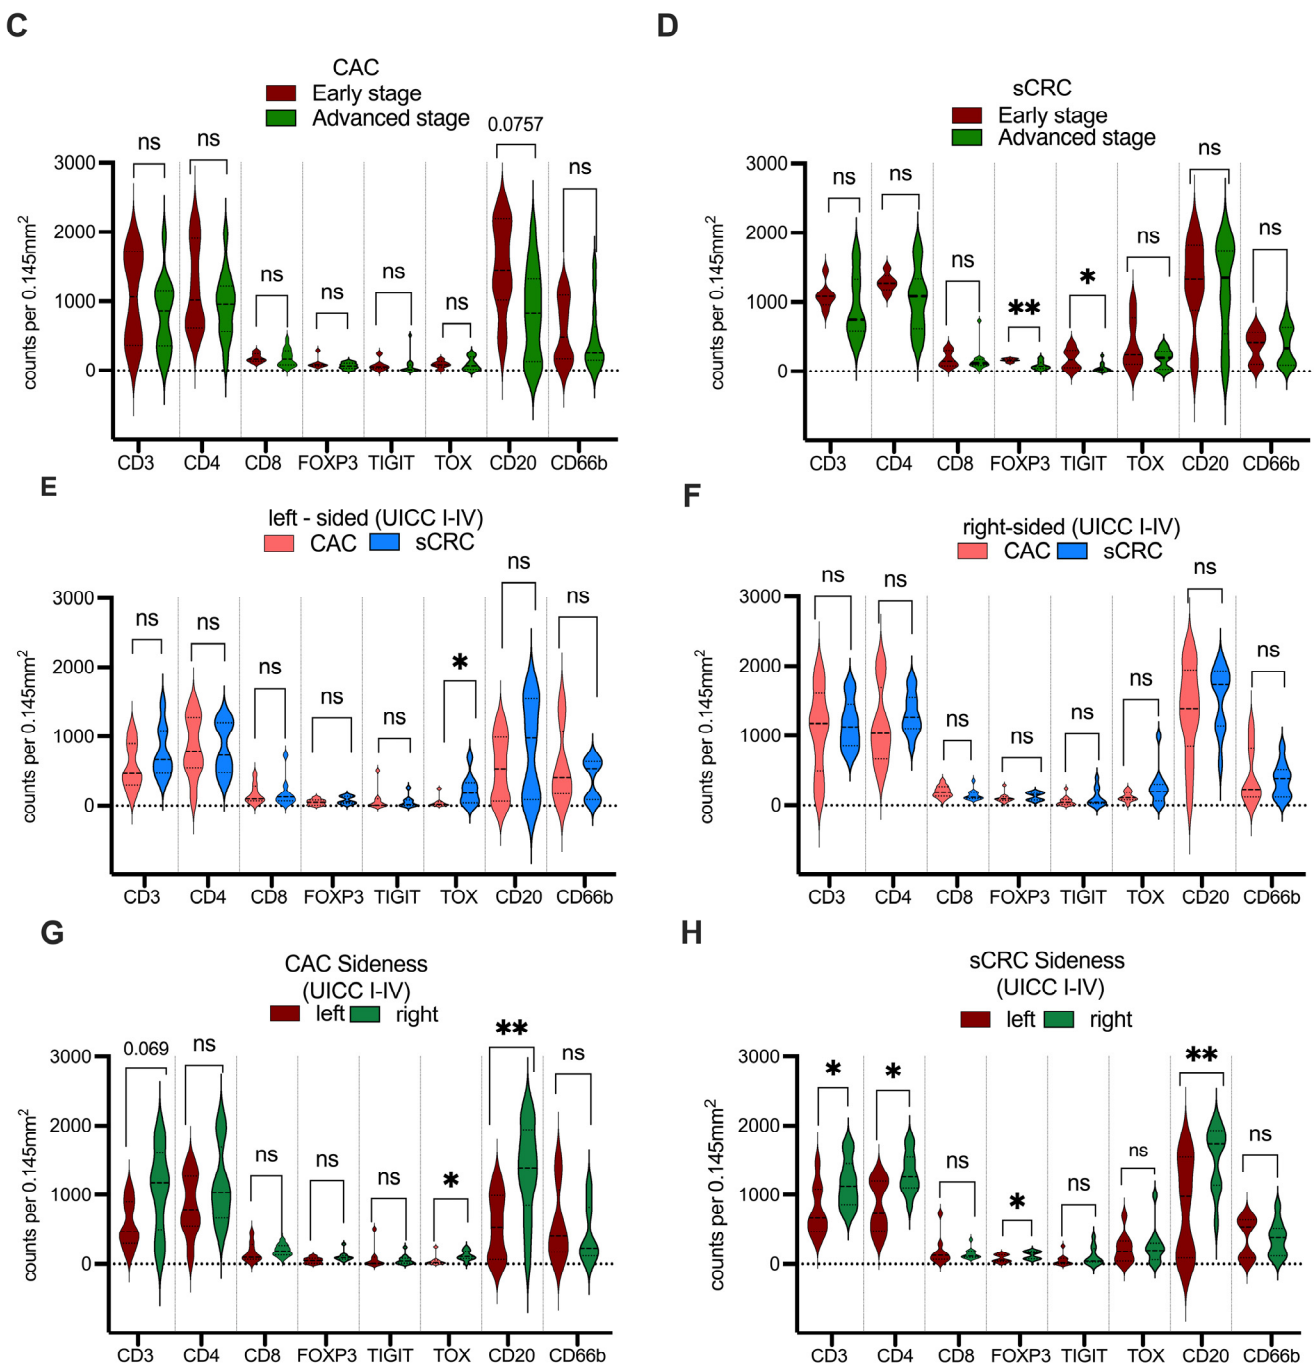 C
CAC
Early stage
Advanced stage
ns ns ns ns ns ns 0.0757 ns
3000
2000
1000
0
counts per 0.145mm2
CD3 CD4 CD8 FOXP3 TIGIT TOX CD20 CD66b
D
sCRC
Early stage
Advanced stage
ns ns ns ** * ns ns ns
3000
2000
1000
0
counts per 0.145mm2
CD3 CD4 CD8 FOXP3 TIGIT TOX CD20 CD66b
E
left - sided (UICC I-IV)
CAC sCRC
ns ns ns ns ns * ns ns
3000
2000
1000
0
counts per 0.145mm2
CD3 CD4 CD8 FOXP3 TIGIT TOX CD20 CD66b
F
right-sided (UICC I-IV)
CAC sCRC
ns ns ns ns ns ns ns ns
3000
2000
1000
0
counts per 0.145mm2
CD3 CD4 CD8 FOXP3 TIGIT TOX CD20 CD66b
G
CAC Sideness
(UICC I-IV)
left right
0.069 ns ns ns ns * ** ns
3000
2000
1000
0
counts per 0.145mm2
CD3 CD4 CD8 FOXP3 TIGIT TOX CD20 CD66b
H
sCRC Sideness
(UICC I-IV)
left right
* * ns * ns ns ** ns
3000
2000
1000
0
counts per 0.145mm2
CD3 CD4 CD8 FOXP3 TIGIT TOX CD20 CD66b